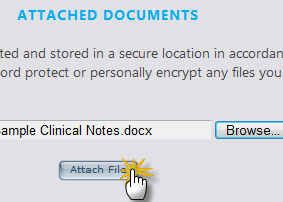 ATTACHED DOCUMENTS
ted and stored in a secure location in accordan
ord protect or personally encrypt any files you
ample Clinical Notes.docx Browse...
Attach File